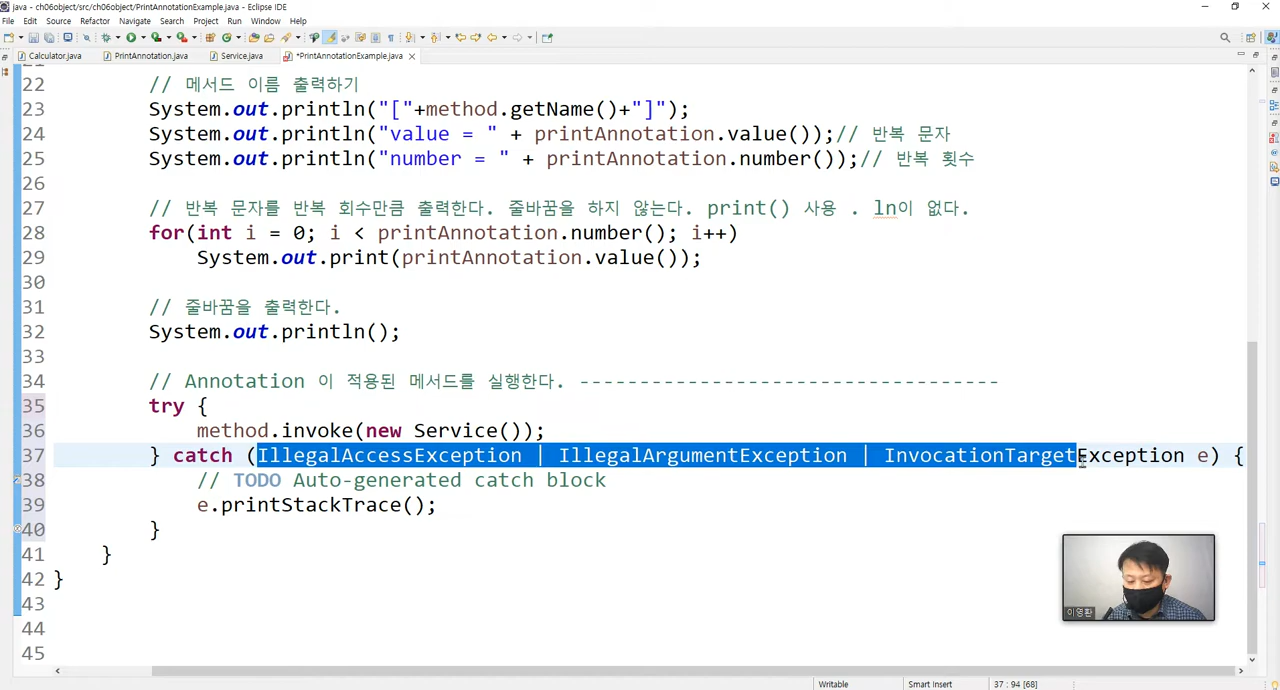 java - ch06object/src/ch06object/PrintAnnotationExample.java - Eclipse IDE
File Edit Source Refactor Navigate Search Project Run Window Help
Calculator.java PrintAnnotation.java Service.java *PrintAnnotationExample.java
22 // 메서드 이름 출력하기
23 System.out.println("["+method.getName()+"]");
24 System.out.println("value = " + printAnnotation.value());// 반복 문자
25 System.out.println("number = " + printAnnotation.number());// 반복 횟수
26
27 // 반복 문자를 반복 회수만큼 출력한다. 줄바꿈을 하지 않는다. print() 사용 . ln이 없다.
28 for(int i = 0; i < printAnnotation.number(); i++)
29 System.out.print(printAnnotation.value());
30
31 // 줄바꿈을 출력한다.
32 System.out.println();
33
34 // Annotation 이 적용된 메서드를 실행한다. -----------------------------------
35 try {
36 method.invoke(new Service());
37 } catch (IllegalAccessException | IllegalArgumentException | InvocationTargetException e) {
38 // TODO Auto-generated catch block
39 e.printStackTrace();
40 }
41 }
42 }
43
44
45
이영환
Writable Smart Insert 37 : 94 [68]